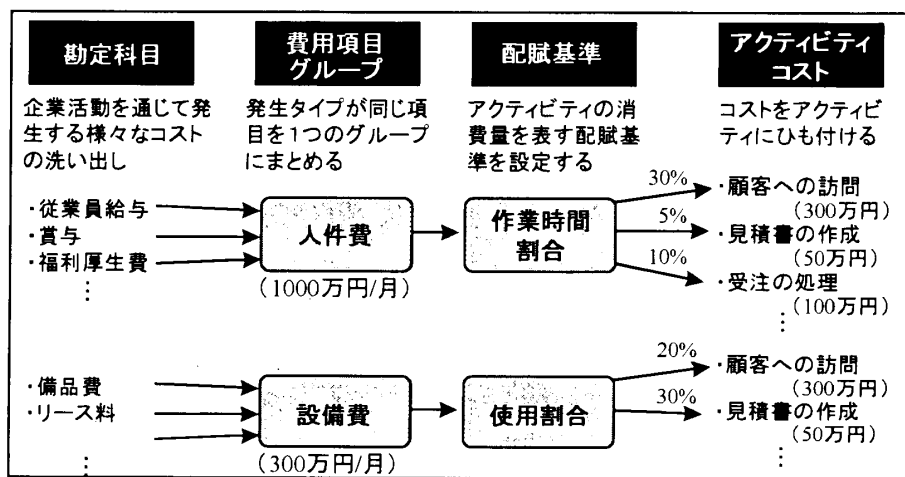 勘定科目
費用項目
グループ
配賦基準
アクティビティ
コスト
企業活動を通じて発
生する様々なコスト
の洗い出し
発生タイプが同じ項
目を1つのグループ
にまとめる
アクティビティの消
費量を表す配賦基
準を設定する
コストをアクティビ
ティにひも付ける
・従業員給与
・賞与
・福利厚生費
⋮
人件費
(1000万円/月)
作業時間
割合
30%
5%
10%
・顧客への訪問
(300万円)
・見積書の作成
(50万円)
・受注の処理
(100万円)
⋮
・備品費
・リース料
⋮
設備費
(300万円/月)
使用割合
20%
30%
・顧客への訪問
(300万円)
・見積書の作成
(50万円)
⋮